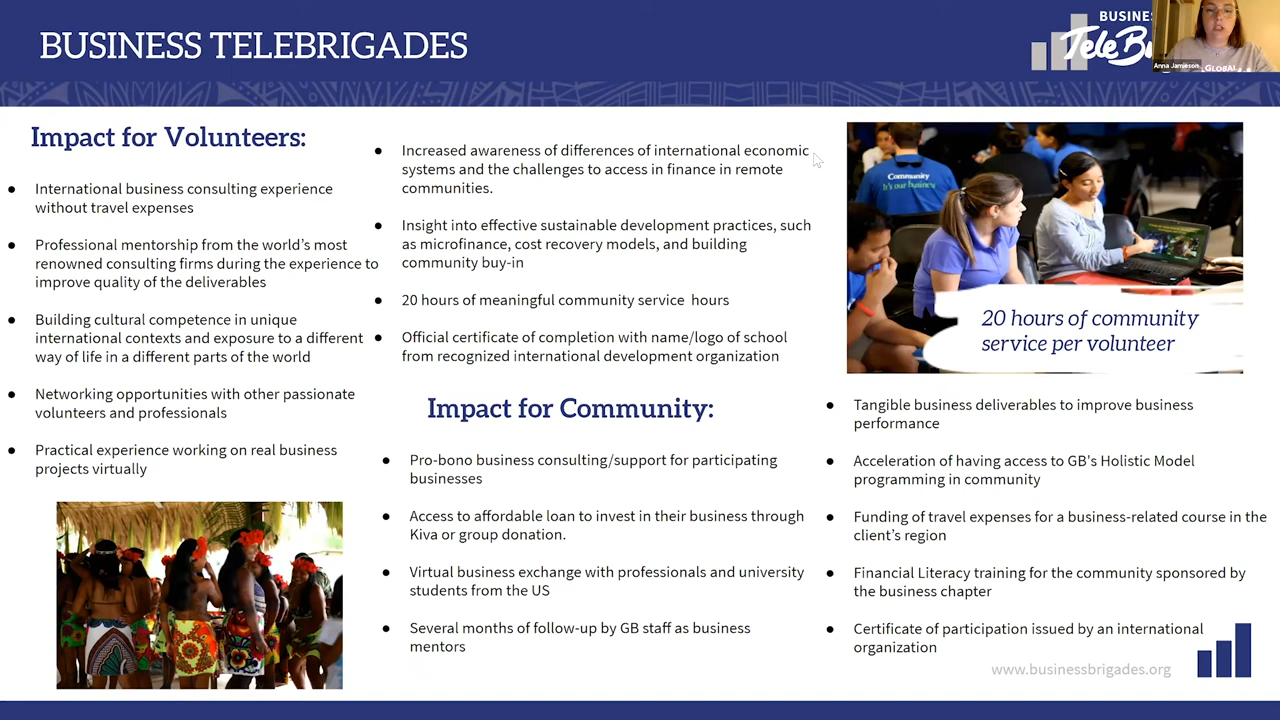 BUSINESS TELEBRIGADES
BUSINE
TeleB
Anna Jamieson
GLOBAL
Impact for Volunteers:
● International business consulting experience
without travel expenses
● Professional mentorship from the world's most
renowned consulting firms during the experience to
improve quality of the deliverables
● Building cultural competence in unique
international contexts and exposure to a different
way of life in a different parts of the world
● Networking opportunities with other passionate
volunteers and professionals
● Practical experience working on real business
projects virtually
● Increased awareness of differences of international economic
systems and the challenges to access in finance in remote
communities.
● Insight into effective sustainable development practices, such
as microfinance, cost recovery models, and building
community buy-in
● 20 hours of meaningful community service hours
● Official certificate of completion with name/logo of school
from recognized international development organization
Community
It's our business
20 hours of community
service per volunteer
Impact for Community:
● Pro-bono business consulting/support for participating
businesses
● Access to affordable loan to invest in their business through
Kiva or group donation.
● Virtual business exchange with professionals and university
students from the US
● Several months of follow-up by GB staff as business
mentors
● Tangible business deliverables to improve business
performance
● Acceleration of having access to GB's Holistic Model
programming in community
● Funding of travel expenses for a business-related course in the
client's region
● Financial Literacy training for the community sponsored by
the business chapter
● Certificate of participation issued by an international
organization
www.businessbrigades.org